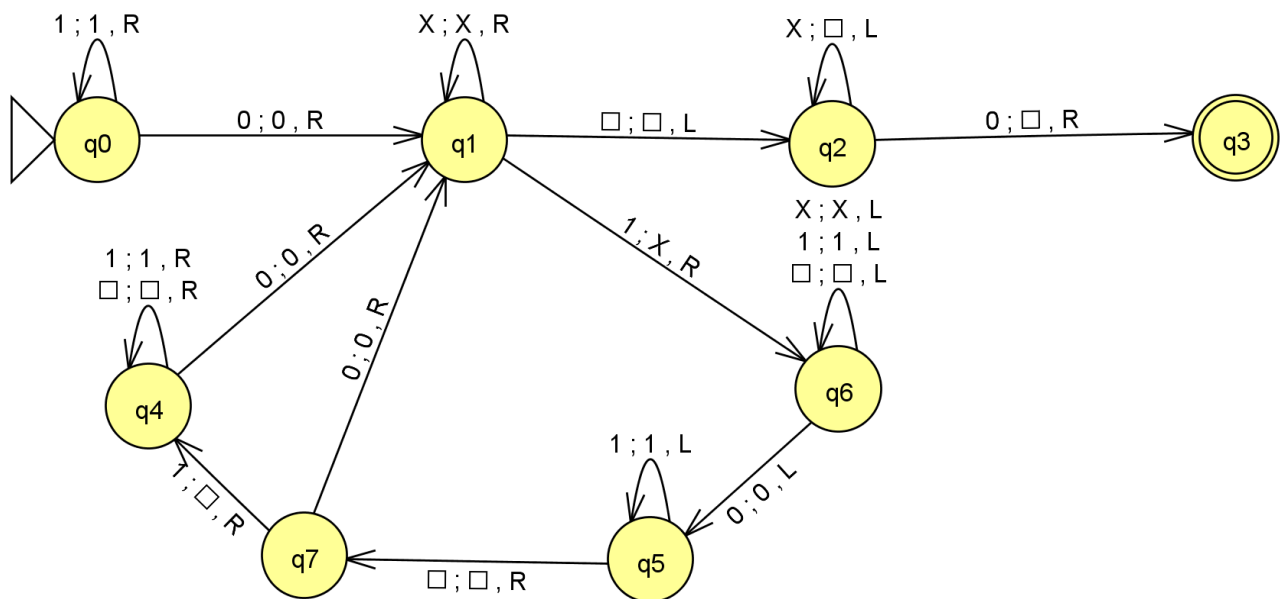 1 ; 1 , R
X ; X , R
X ; □ , L
0 ; 0 , R
□ ; □ , L
0 ; □ , R
q0
q1
q2
q3
X ; X , L
1 ; 1 , L
□ ; □ , L
1 ; X , R
1 ; 1 , R
□ ; □ , R
0 ; 0 , R
0 ; 0 , R
q4
q6
1 ; 1 , L
0 ; 0 , L
1 ; □ , R
q7
q5
□ ; □ , R